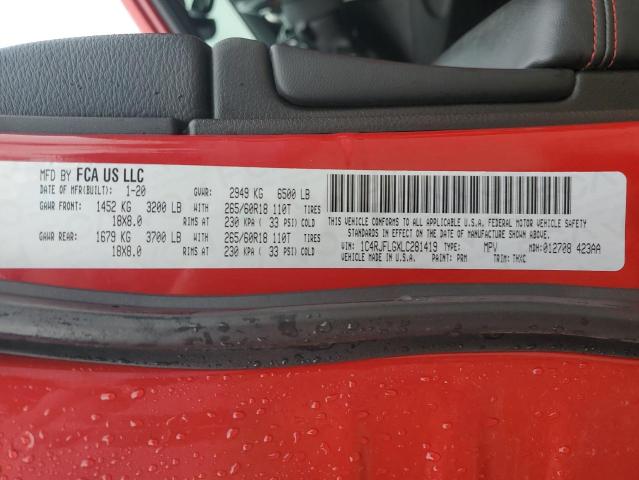 MFD BY FCA US LLC
DATE OF MFR(BUILT): 1-20 GVWR: 2949 KG 6500 LB
GAWR FRONT: 1452 KG 3200 LB 265/60R18 110T TIRES
18X8.0 RIMS AT 230 KPA ( 33 PSI) COLD
GAWR REAR: 1679 KG 3700 LB 265/60R18 110T TIRES
18X8.0 RIMS AT 230 KPA ( 33 PSI) COLD
THIS VEHICLE CONFORMS TO ALL APPLICABLE U.S.A. FEDERAL MOTOR VEHICLE SAFETY
STANDARDS IN EFFECT ON THE DATE OF MANUFACTURE SHOWN ABOVE.
VIN: 1C4RJFLGXLC281419 TYPE: MPV MDH: 012708 423AA
VEHICLE MADE IN U.S.A. PAINT: PRM TRIM: THXC